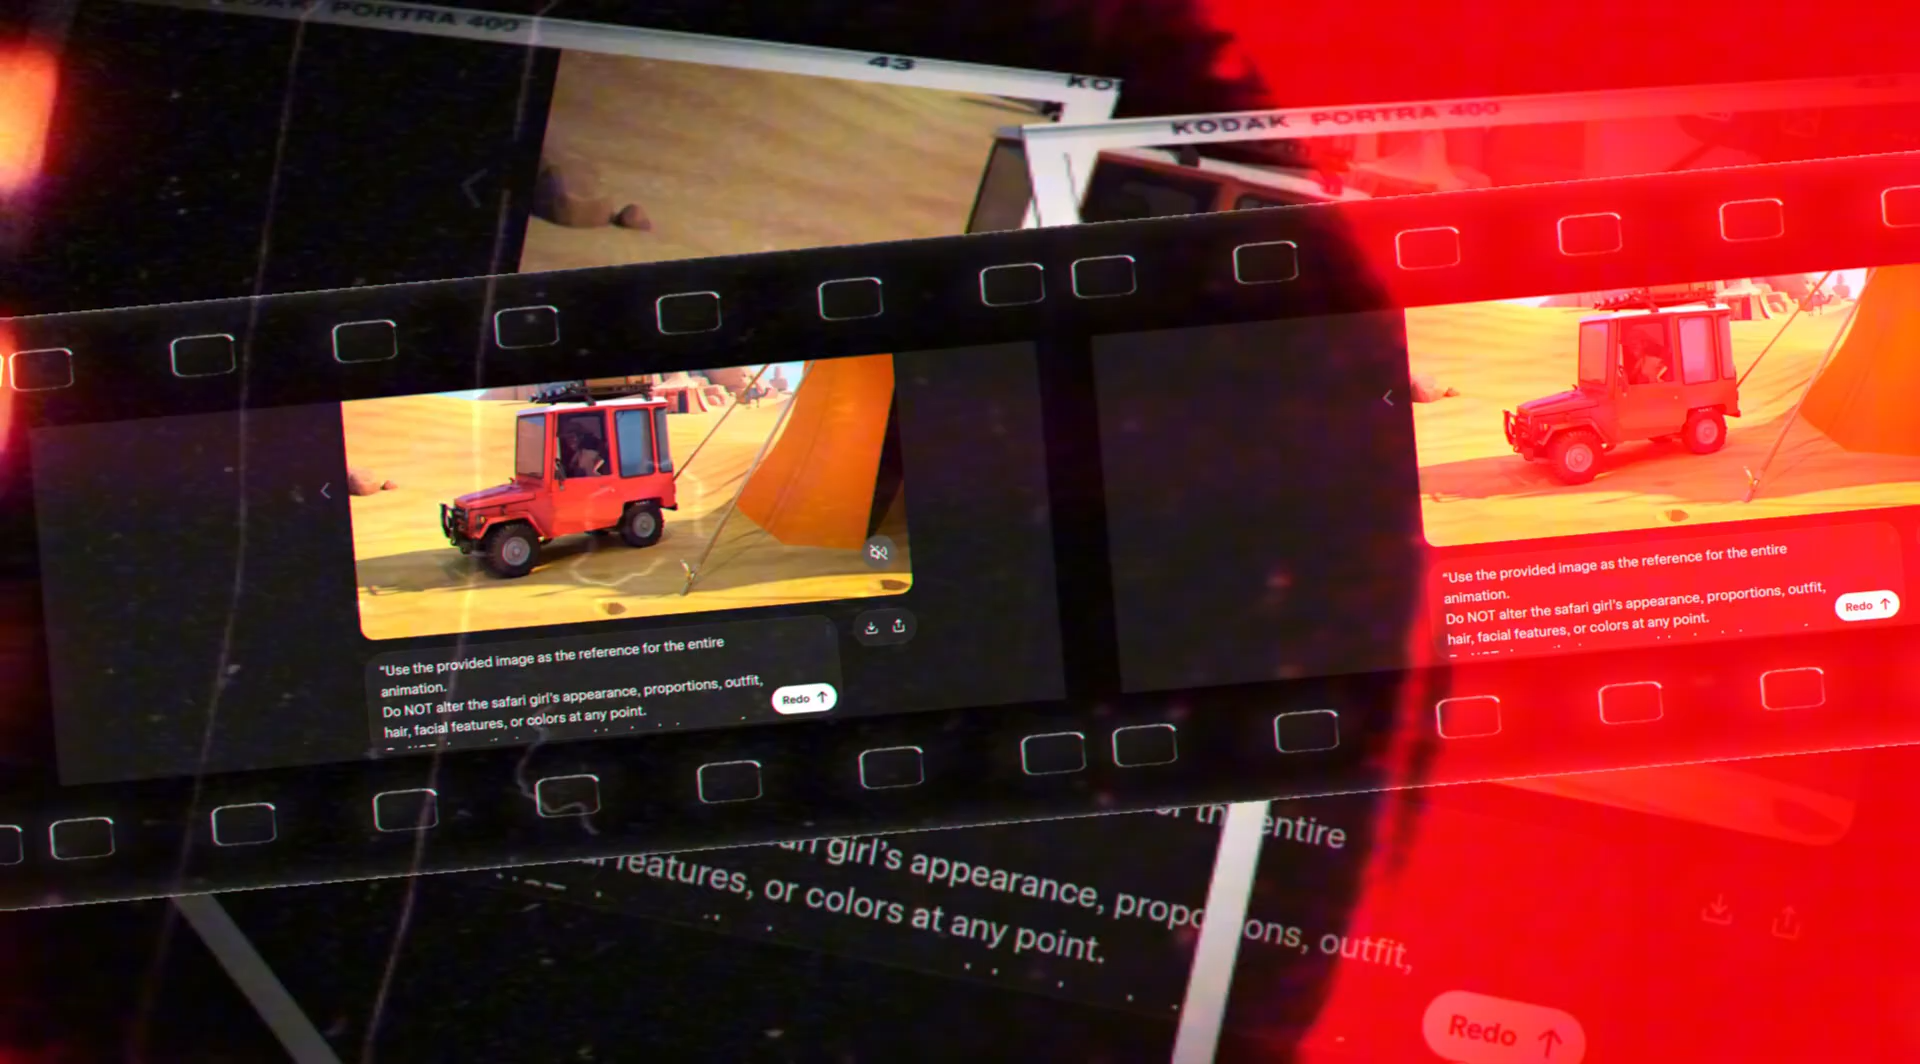 KODAK PORTRA 400
43
KO
KODAK PORTRA 400
"Use the provided image as the reference for the entire
animation.
Do NOT alter the safari girl's appearance, proportions, outfit,
hair, facial features, or colors at any point.
Redo
"Use the provided image as the reference for the entire
animation.
Do NOT alter the safari girl's appearance, proportions, outfit,
hair, facial features, or colors at any point.
Redo
entire
girl's appearance, propo ons, outfit,
features, or colors at any point.
Redo